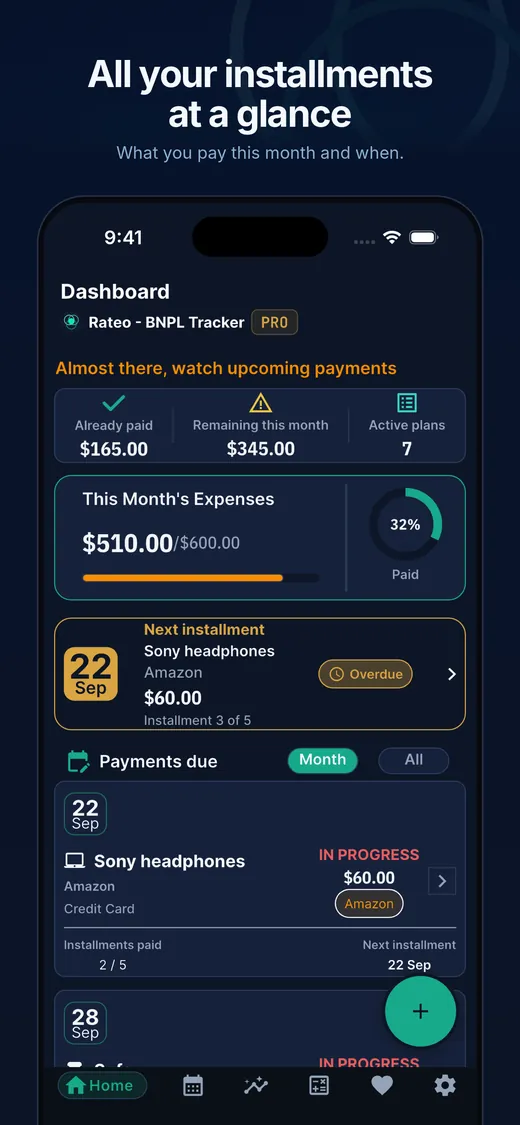 All your installments
at a glance
What you pay this month and when.
9:41
Dashboard
Rateo - BNPL Tracker PRO
Almost there, watch upcoming payments
Already paid
$165.00
Remaining this month
$345.00
Active plans
7
This Month's Expenses
$510.00/$600.00
32%
Paid
22
Sep
Next installment
Sony headphones
Amazon
$60.00
Installment 3 of 5
Overdue
Payments due
Month
All
22
Sep
Sony headphones
Amazon
Credit Card
IN PROGRESS
$60.00
Amazon
Installments paid
2 / 5
Next installment
22 Sep
28
Sep
IN PROGRESS
Home